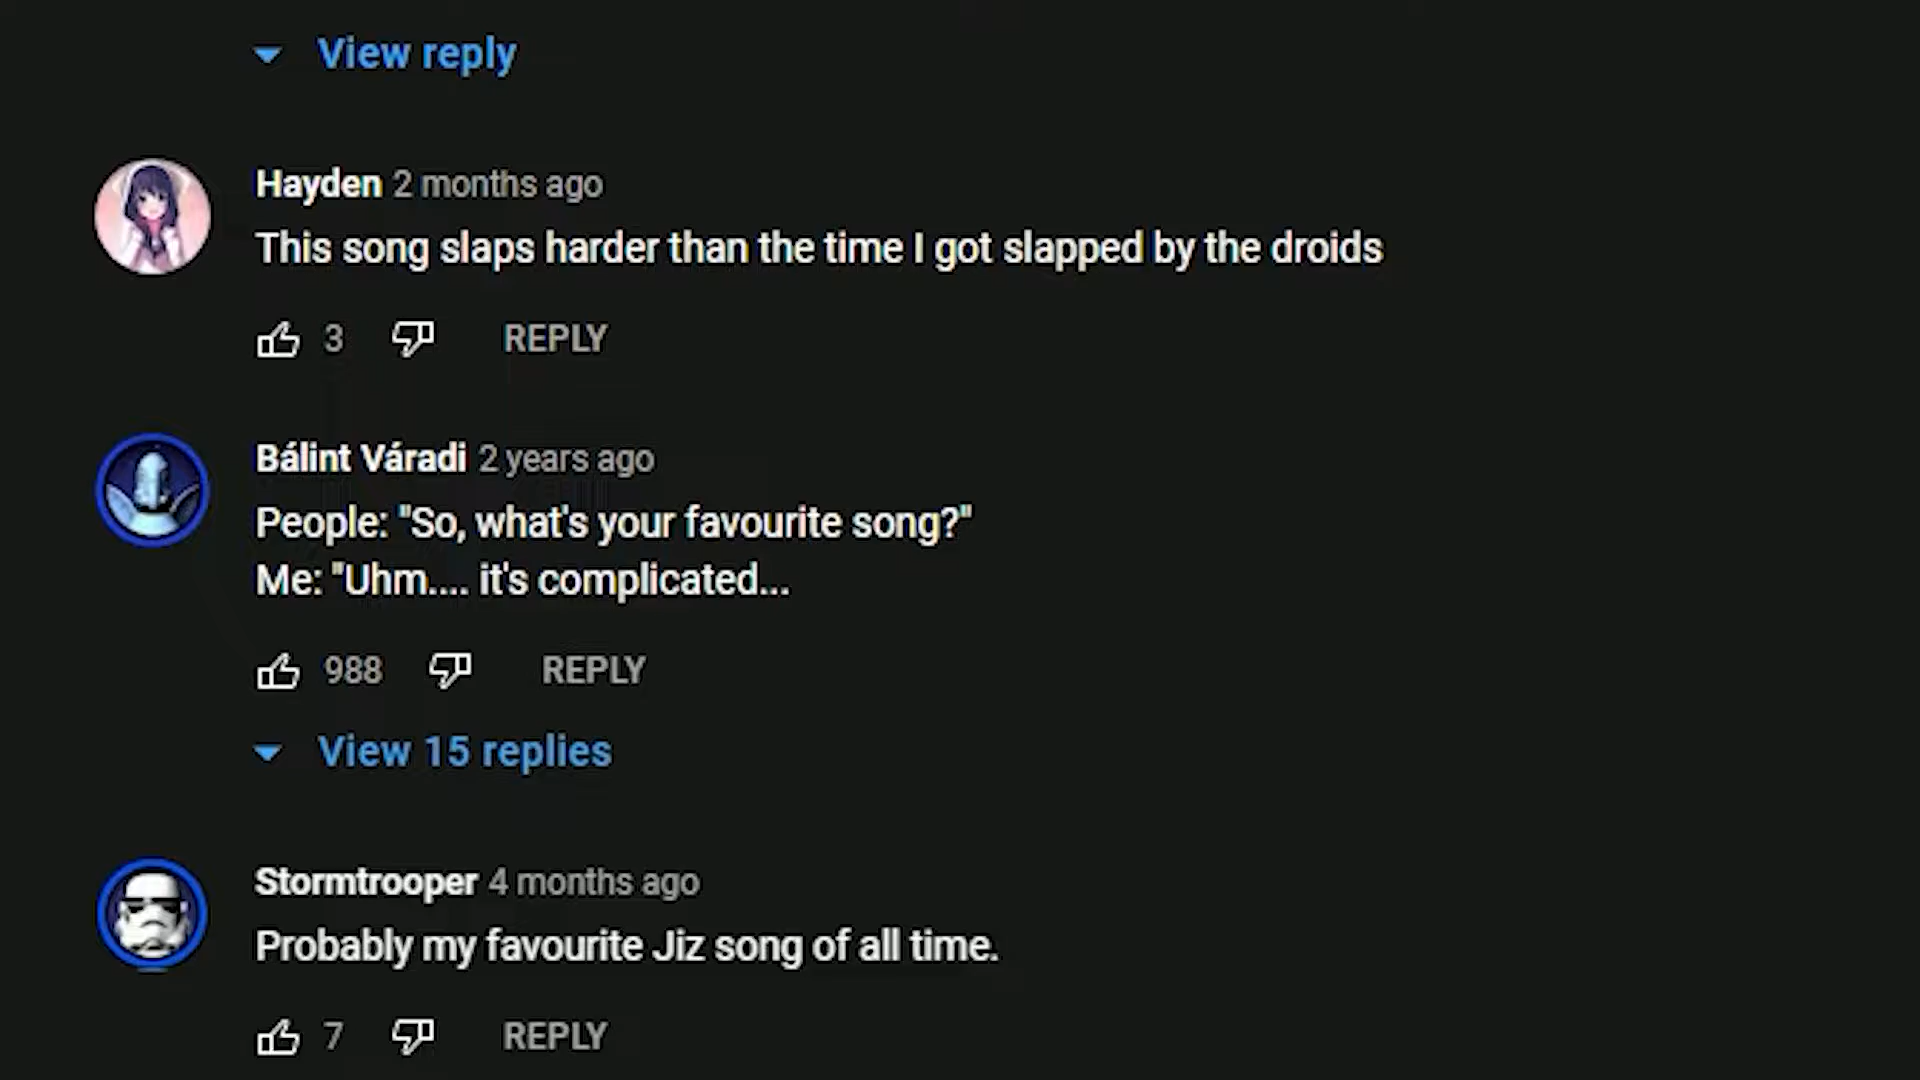 View reply
Hayden 2 months ago
This song slaps harder than the time I got slapped by the droids
3 REPLY
Bálint Váradi 2 years ago
People: "So, what's your favourite song?"
Me: "Uhm.... it's complicated...
988 REPLY
View 15 replies
Stormtrooper 4 months ago
Probably my favourite Jiz song of all time.
7 REPLY